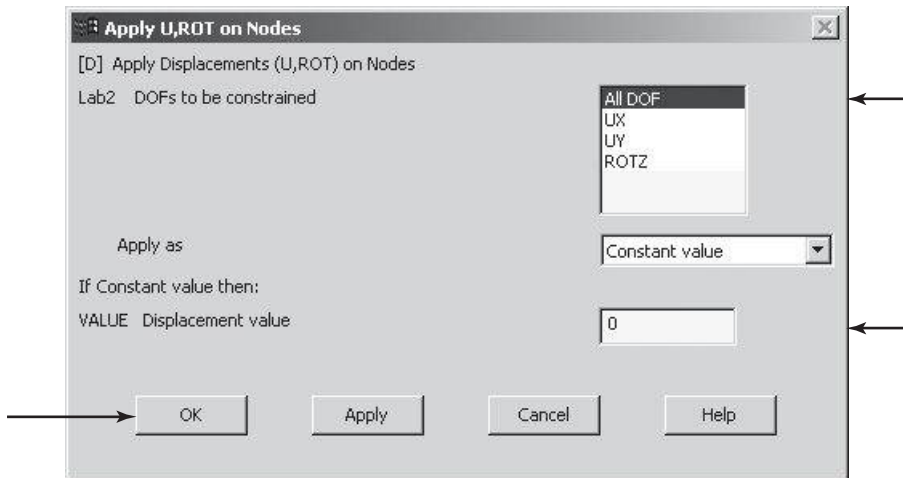 Apply U,ROT on Nodes
[D] Apply Displacements (U,ROT) on Nodes
Lab2 DOFs to be constrained
All DOF
UX
UY
ROTZ
Apply as
Constant value
If Constant value then:
VALUE Displacement value
0
OK
Apply
Cancel
Help